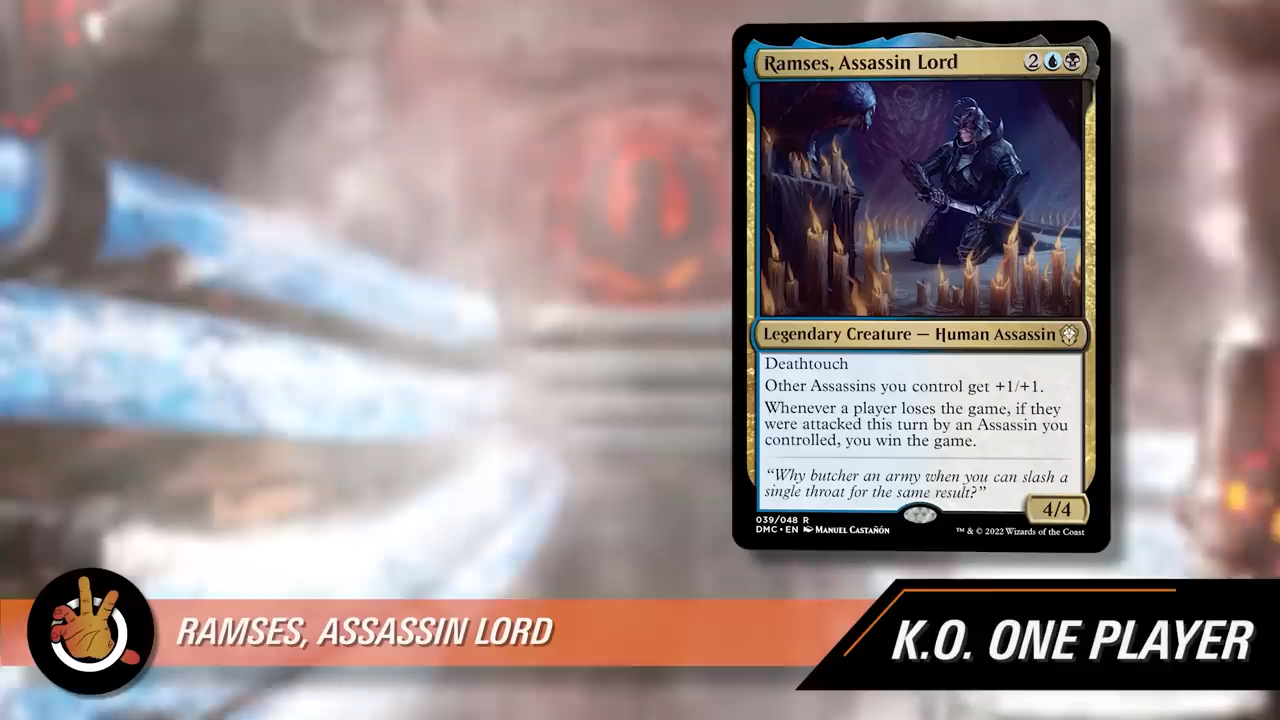 Ramses, Assassin Lord 2
Legendary Creature — Human Assassin
Deathtouch
Other Assassins you control get +1/+1.
Whenever a player loses the game, if they
were attacked this turn by an Assassin you
controlled, you win the game.
“Why butcher an army when you can slash a
single throat for the same result?”
4/4
039/048 R
DMC • EN Manuel Castañón
™ & © 2022 Wizards of the Coast
RAMSES, ASSASSIN LORD
K.O. ONE PLAYER